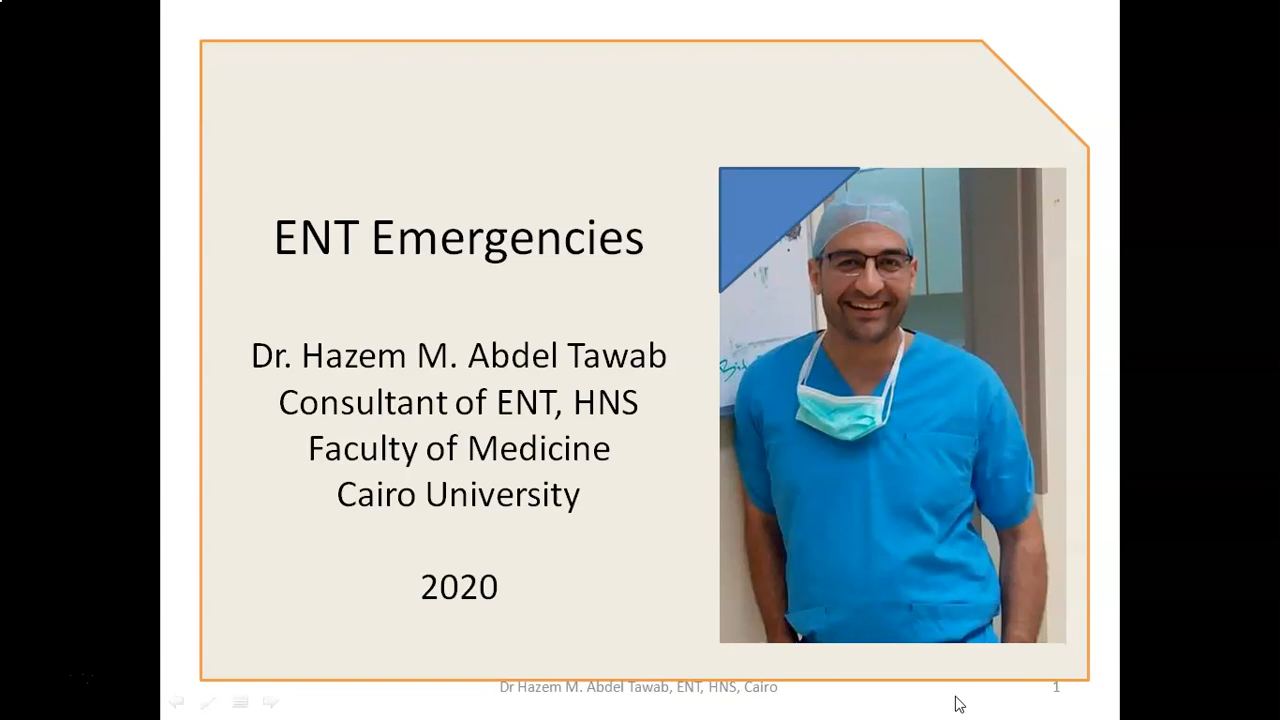 ENT Emergencies
Dr. Hazem M. Abdel Tawab
Consultant of ENT, HNS
Faculty of Medicine
Cairo University
2020
Dr Hazem M. Abdel Tawab, ENT, HNS, Cairo
1